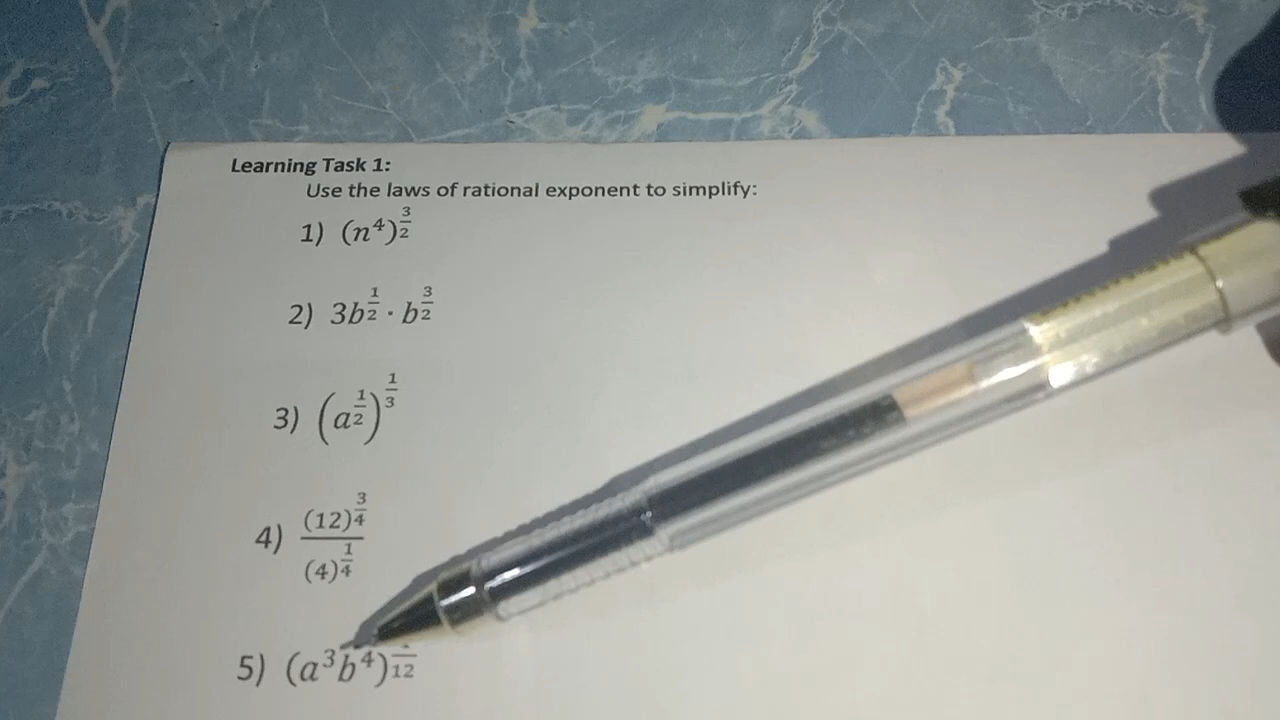 Learning Task 1:
Use the laws of rational exponent to simplify:
1) (n⁴)^(3/2)
2) 3b^(1/2) · b^(3/2)
3) (a^(1/2))^(1/3)
4) (12)^(3/4) / (4)^(1/4)
5) (a³b⁴) 12